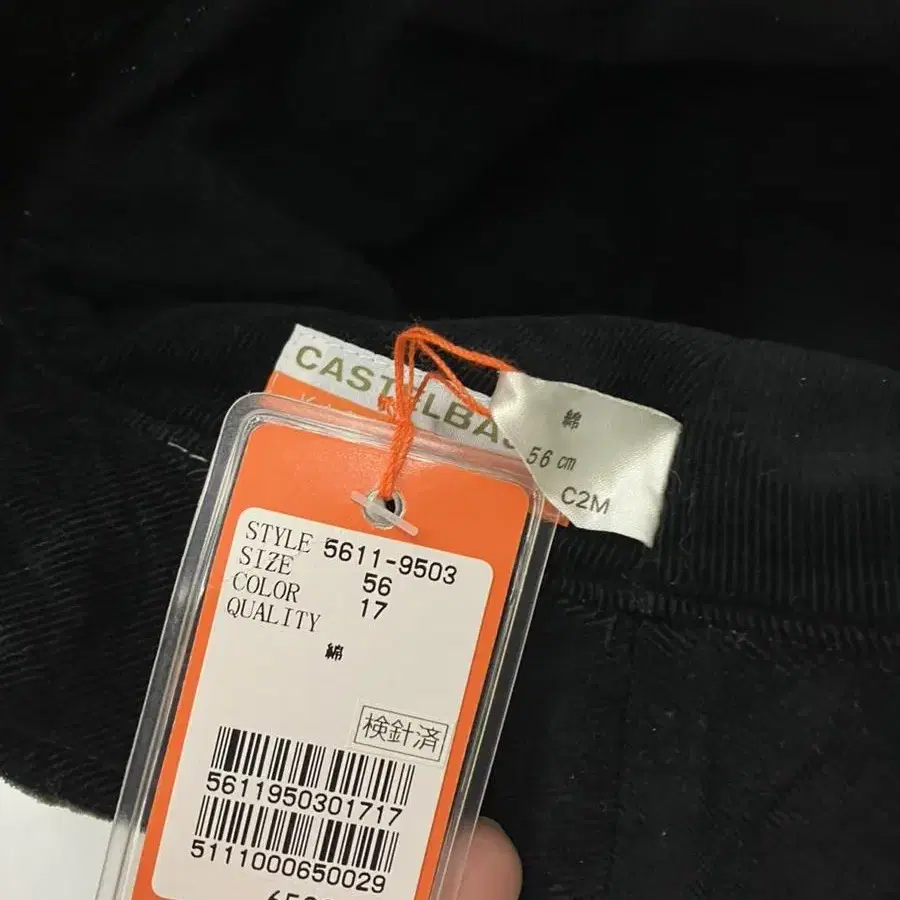 CASTELBA
綿
56 cm
C2M
STYLE 5611-9503
SIZE 56
COLOR 17
QUALITY
綿
検針済
5611950301717
5111000650029